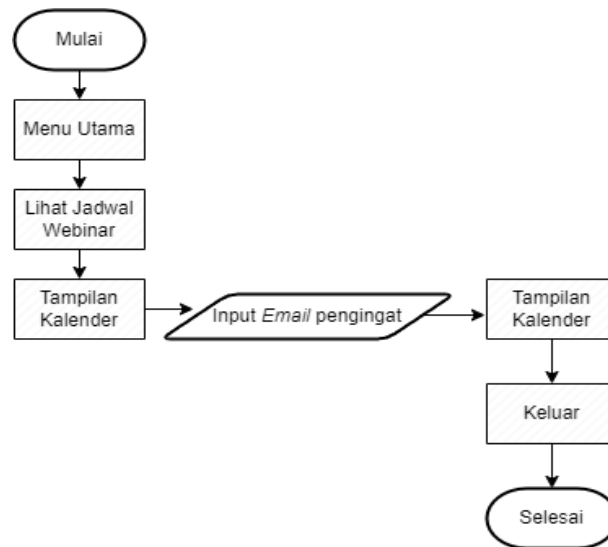 Mulai
Menu Utama
Lihat Jadwal
Webinar
Tampilan
Kalender
Input Email pengingat
Tampilan
Kalender
Keluar
Selesai